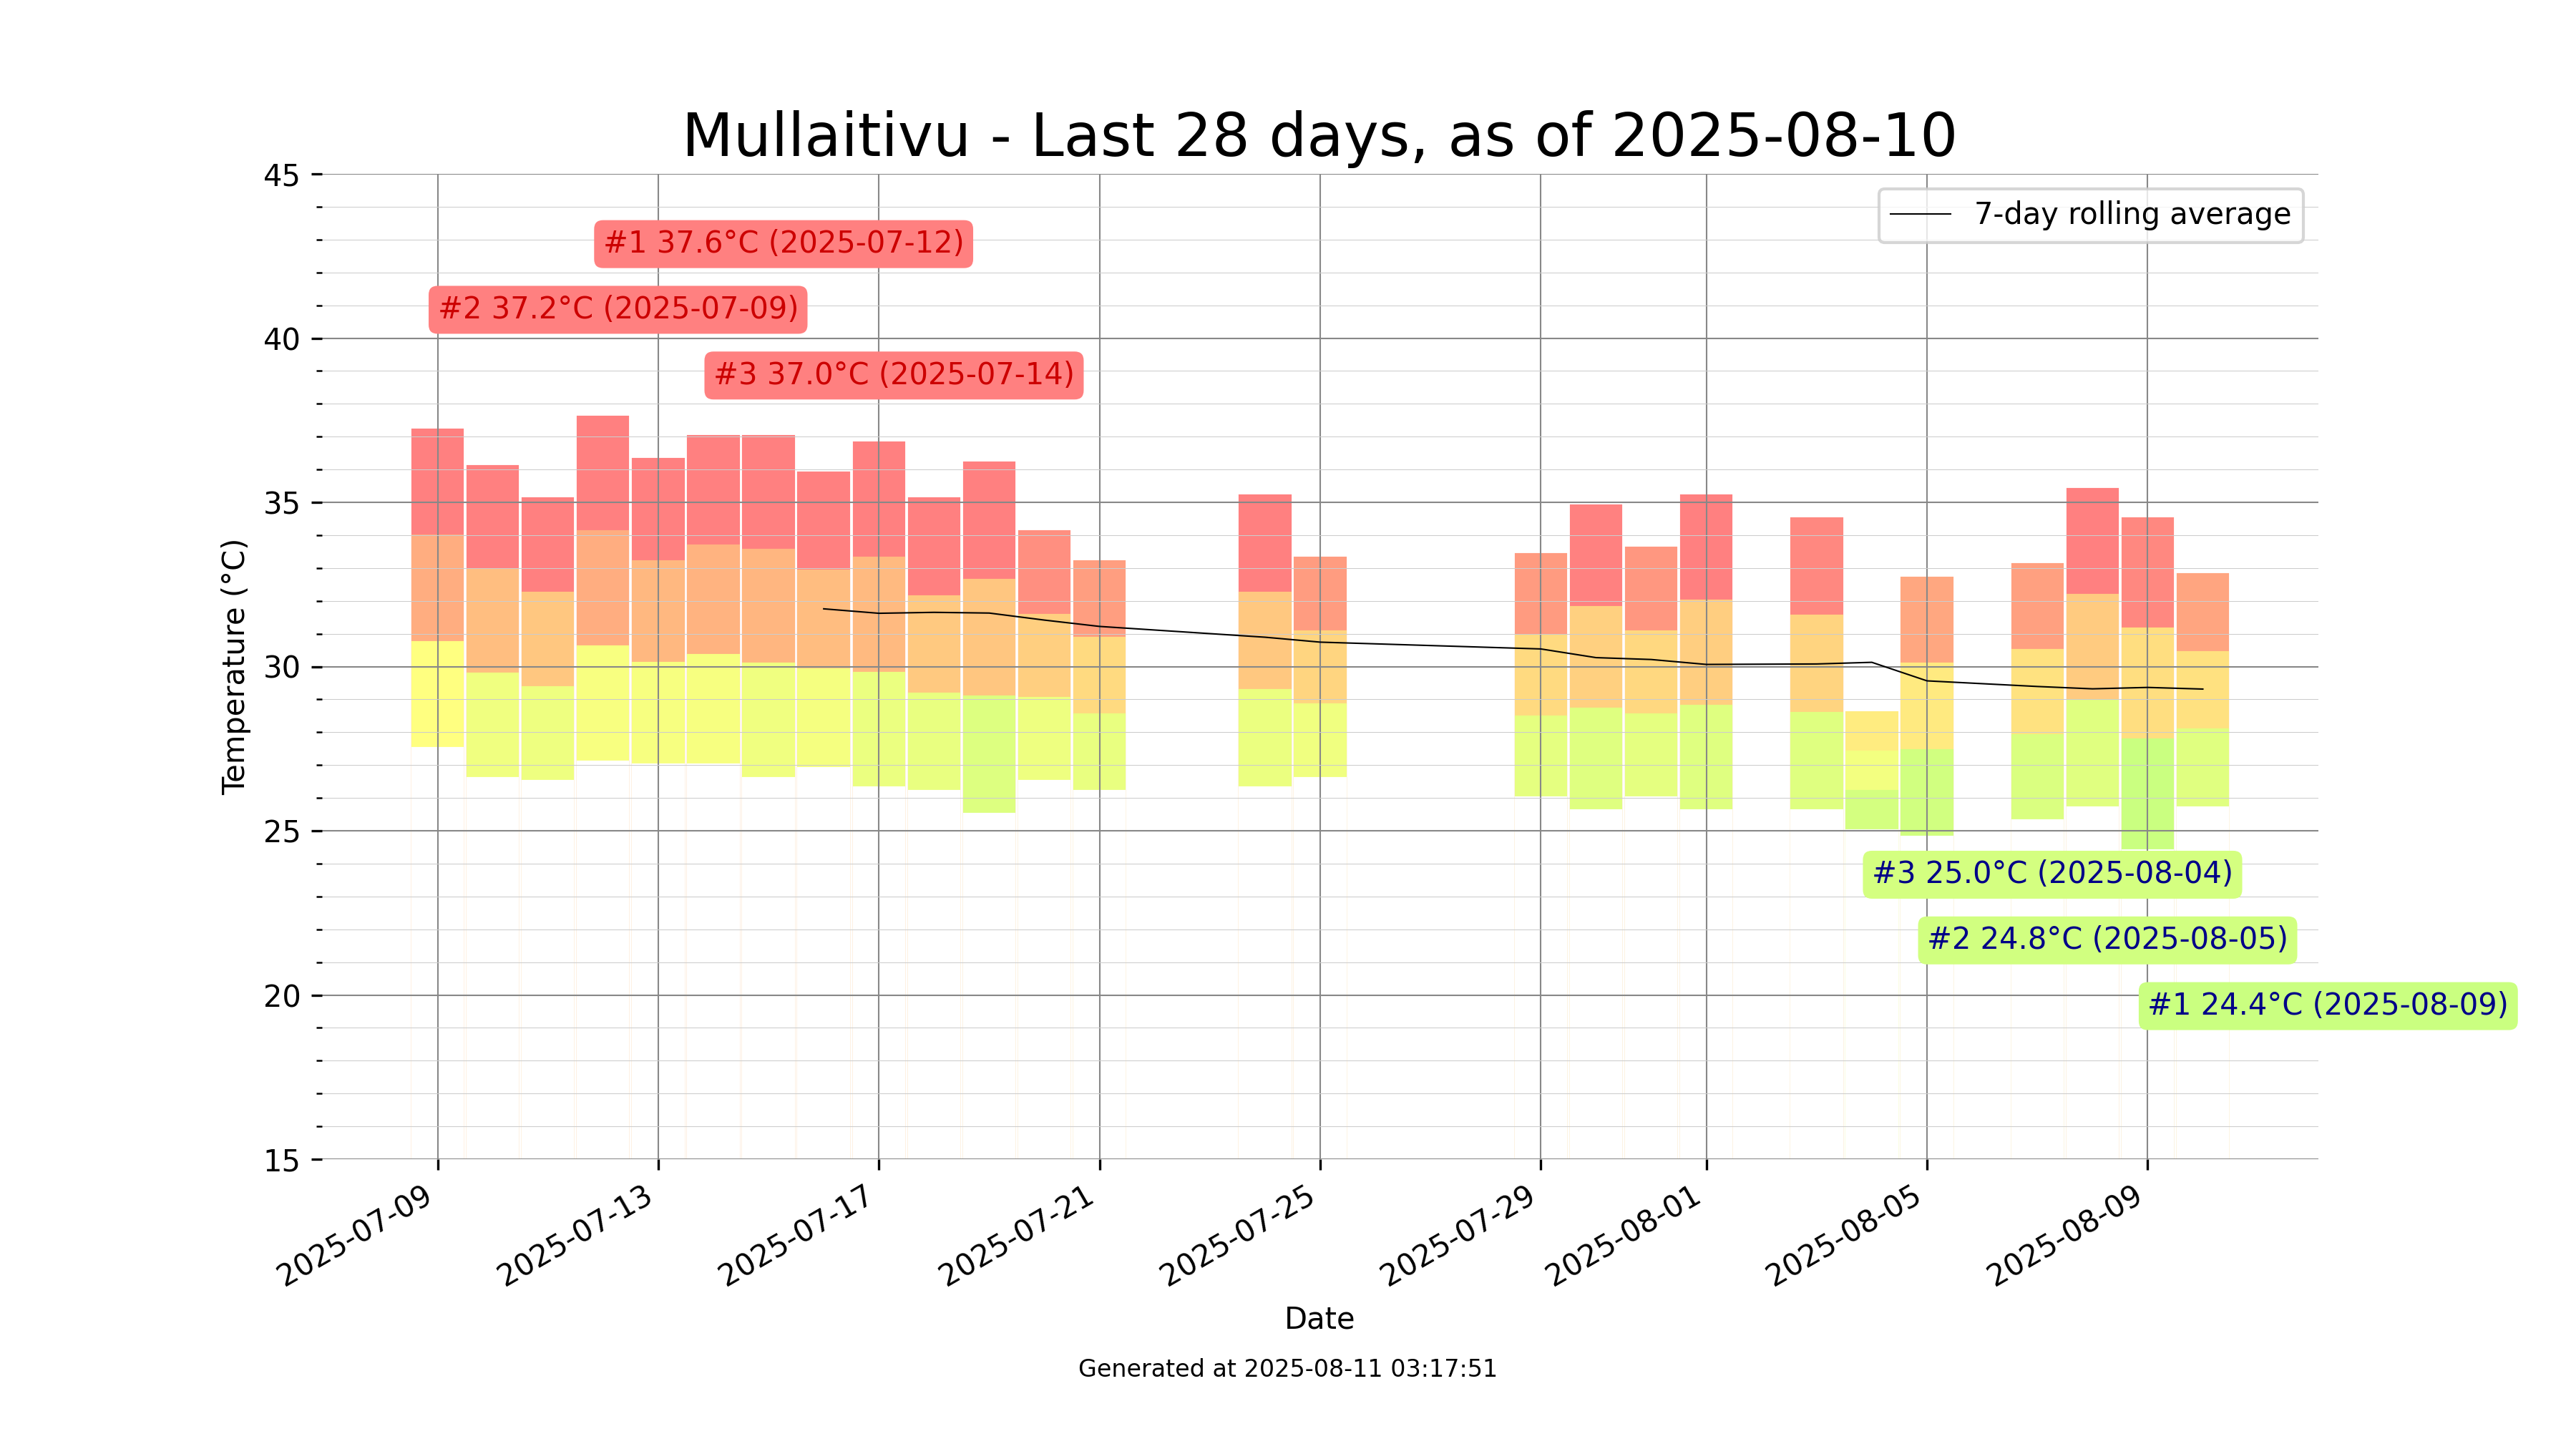 Mullaitivu - Last 28 days, as of 2025-08-10
7-day rolling average
#1 37.6°C (2025-07-12)
#2 37.2°C (2025-07-09)
#3 37.0°C (2025-07-14)
#3 25.0°C (2025-08-04)
#2 24.8°C (2025-08-05)
#1 24.4°C (2025-08-09)
Temperature (°C)
45
40
35
30
25
20
15
2025-07-09
2025-07-13
2025-07-17
2025-07-21
2025-07-25
2025-07-29
2025-08-01
2025-08-05
2025-08-09
Date
Generated at 2025-08-11 03:17:51